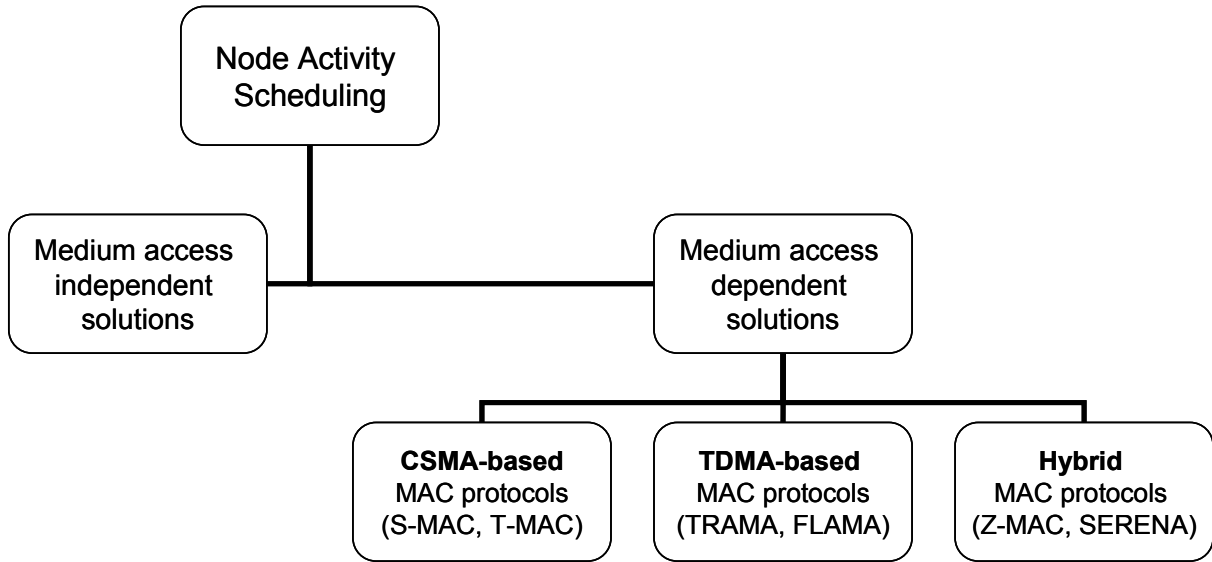 Node Activity
Scheduling
Medium access
independent
solutions
Medium access
dependent
solutions
CSMA-based
MAC protocols
(S-MAC, T-MAC)
TDMA-based
MAC protocols
(TRAMA, FLAMA)
Hybrid
MAC protocols
(Z-MAC, SERENA)